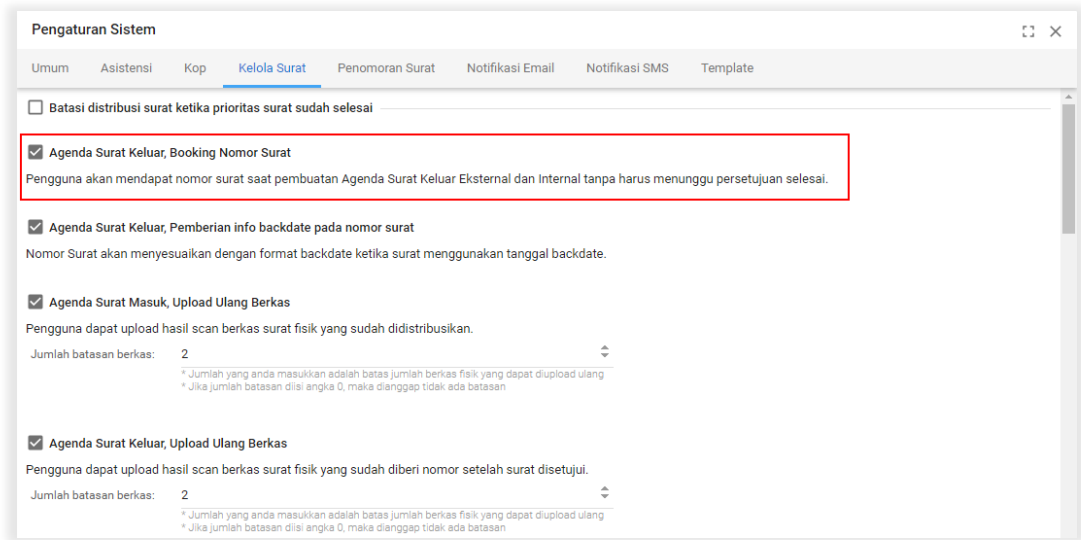 Pengaturan Sistem
Umum Asistensi Kop Kelola Surat Penomoran Surat Notifikasi Email Notifikasi SMS Template
Batasi distribusi surat ketika prioritas surat sudah selesai
Agenda Surat Keluar, Booking Nomor Surat
Pengguna akan mendapat nomor surat saat pembuatan Agenda Surat Keluar Eksternal dan Internal tanpa harus menunggu persetujuan selesai.
Agenda Surat Keluar, Pemberian info backdate pada nomor surat
Nomor Surat akan menyesuaikan dengan format backdate ketika surat menggunakan tanggal backdate.
Agenda Surat Masuk, Upload Ulang Berkas
Pengguna dapat upload hasil scan berkas surat fisik yang sudah didistribusikan.
Jumlah batasan berkas: 2
* Jumlah yang anda masukkan adalah batas jumlah berkas fisik yang dapat diupload ulang
* Jika jumlah batasan diisi angka 0, maka dianggap tidak ada batasan
Agenda Surat Keluar, Upload Ulang Berkas
Pengguna dapat upload hasil scan berkas surat fisik yang sudah diberi nomor setelah surat disetujui.
Jumlah batasan berkas: 2
* Jumlah yang anda masukkan adalah batas jumlah berkas fisik yang dapat diupload ulang
* Jika jumlah batasan diisi angka 0, maka dianggap tidak ada batasan